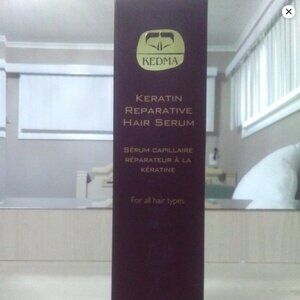 KEDMA
KERATIN
REPARATIVE
HAIR SERUM
SÉRUM CAPILLAIRE
RÉPARATEUR À LA
KÉRATINE
For all hair types